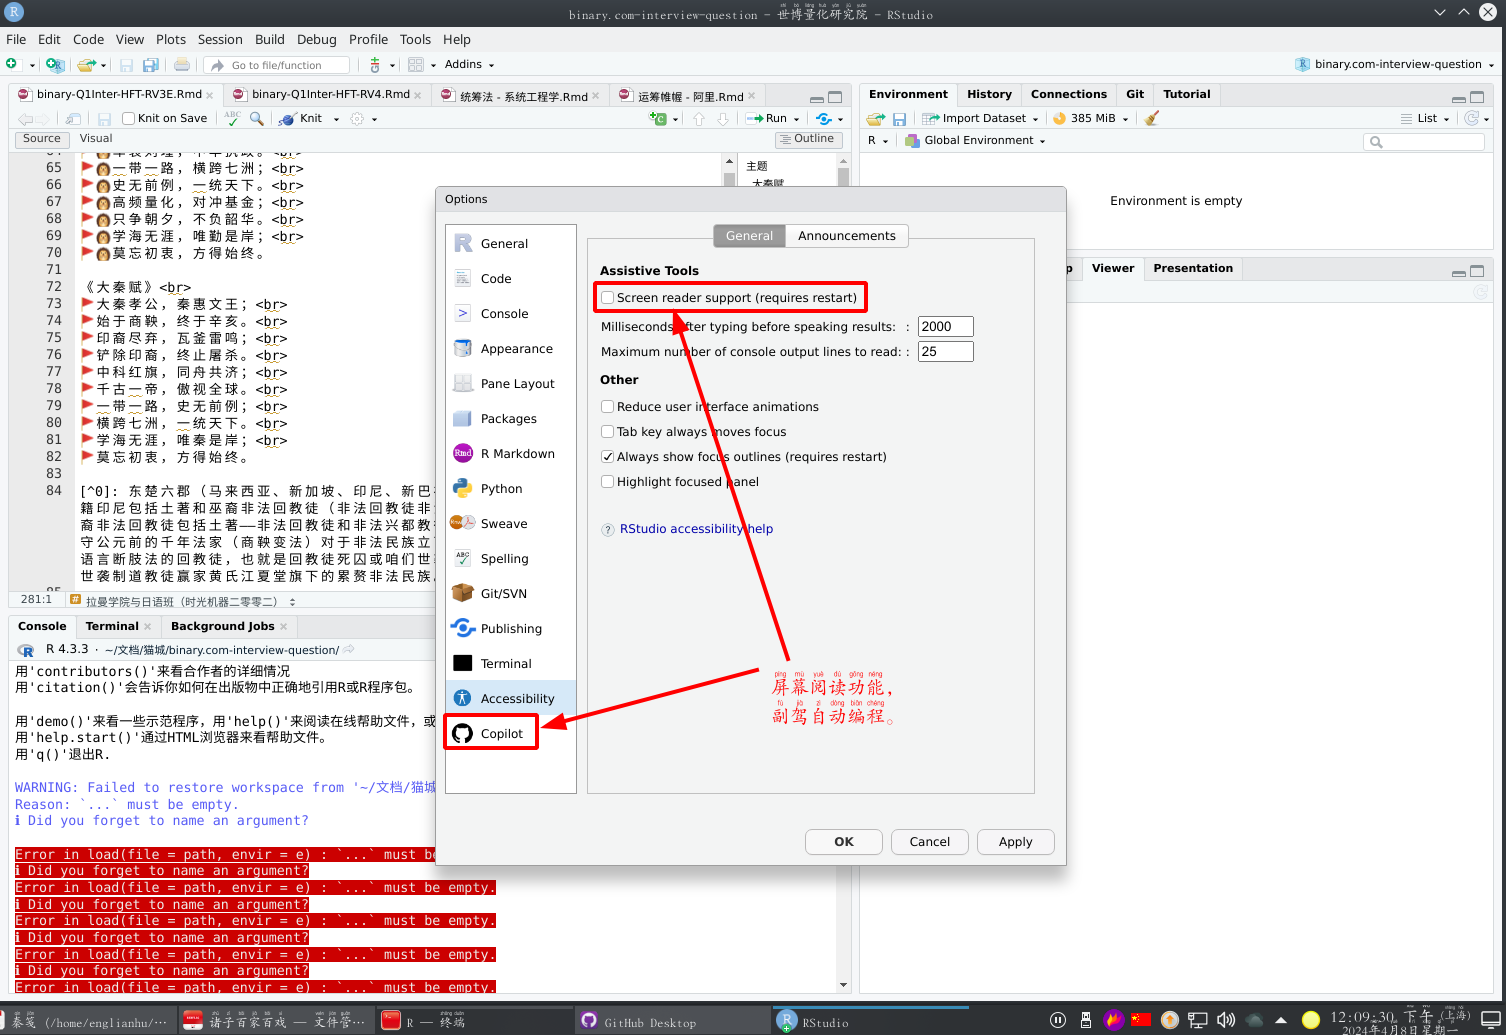 binary.com-interview-question — 世博量化研究院 — RStudio
File Edit Code View Plots Session Build Debug Profile Tools Help
Go to file/function Addins
binary.com-interview-question
binary-Q1Inter-HFT-RV3E.Rmd binary-Q1Inter-HFT-RV4.Rmd 统筹法 - 系统工程学.Rmd 运筹帷幄 - 阿里.Rmd
Knit on Save Knit Run
Source Visual Outline
65 🚩👩一带一路，横跨七洲；<br>
66 🚩👩史无前例，一统天下。<br>
67 🚩👩高频量化，对冲基金；<br>
68 🚩👩只争朝夕，不负韶华。<br>
69 🚩👩学海无涯，唯勤是岸；<br>
70 🚩👩莫忘初衷，方得始终。
71
72 《大秦赋》<br>
73 🚩大秦孝公，秦惠文王；<br>
74 🚩始于商鞅，终于辛亥。<br>
75 🚩印裔尽弃，瓦釜雷鸣；<br>
76 🚩铲除印裔，终止屠杀。<br>
77 🚩中科红旗，同舟共济；<br>
78 🚩千古一帝，傲视全球。<br>
79 🚩一带一路，史无前例；<br>
80 🚩横跨七洲，一统天下。<br>
81 🚩学海无涯，唯秦是岸；<br>
82 🚩莫忘初衷，方得始终。
83
84 [^0]: 东楚六郡（马来西亚、新加坡、印尼、新巴
籍印尼包括土著和巫裔非法回教徒（非法回教徒非
裔非法回教徒包括土著——非法回教徒和非法兴都教
守公元前的千年法家（商鞅变法）对于非法民族立
语言断肢法的回教徒，也就是回教徒死囚或咱们世
世袭制道教徒赢家黄氏江夏堂旗下的累赘非法民族
主题
大秦赋
281:1 # 拉曼学院与日语班（时光机器二零零二）
Console Terminal Background Jobs
R 4.3.3 · ~/文档/猫城/binary.com-interview-question/
用'contributors()'来看合作者的详细情况
用'citation()'会告诉你如何在出版物中正确地引用R或R程序包。
用'demo()'来看一些示范程序，用'help()'来阅读在线帮助文件，或
用'help.start()'通过HTML浏览器来看帮助文件。
用'q()'退出R.
WARNING: Failed to restore workspace from '~/文档/猫城
Reason: `...` must be empty.
ℹ Did you forget to name an argument?
Error in load(file = path, envir = e) : `...` must be
ℹ Did you forget to name an argument?
Error in load(file = path, envir = e) : `...` must be empty.
ℹ Did you forget to name an argument?
Error in load(file = path, envir = e) : `...` must be empty.
ℹ Did you forget to name an argument?
Error in load(file = path, envir = e) : `...` must be empty.
ℹ Did you forget to name an argument?
Error in load(file = path, envir = e) : `...` must be empty.
Environment History Connections Git Tutorial
Import Dataset 385 MiB List
R Global Environment
Environment is empty
p Viewer Presentation
Options
General
Code
Console
Appearance
Pane Layout
Packages
R Markdown
Python
Sweave
Spelling
Git/SVN
Publishing
Terminal
Accessibility
Copilot
General Announcements
Assistive Tools
Screen reader support (requires restart)
Milliseconds after typing before speaking results: : 2000
Maximum number of console output lines to read: : 25
Other
Reduce user interface animations
Tab key always moves focus
Always show focus outlines (requires restart)
Highlight focused panel
? RStudio accessibility help
píng mù yuè dú gōng néng
屏幕阅读功能，
fù jià zì dòng biān chéng
副驾自动编程。
OK Cancel Apply
秦笺 (/home/englianhu/··· 诸子百家百戏 — 文件管··· R — 终端 GitHub Desktop RStudio
12:09:30 下午 (上海)
2024年4月8日星期一